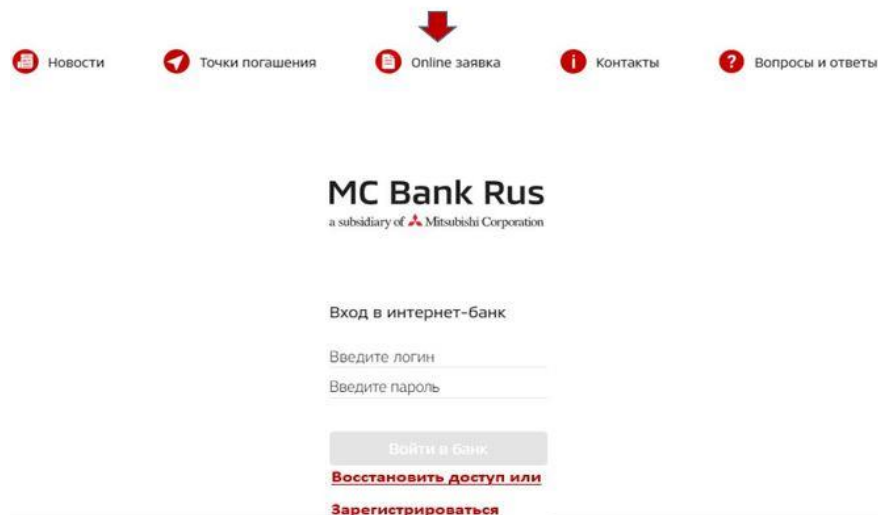 Новости
Точки погашения
Online заявка
Контакты
Вопросы и ответы
MC Bank Rus
a subsidiary of Mitsubishi Corporation
Вход в интернет-банк
Введите логин
Введите пароль
Войти в банк
Восстановить доступ или
Зарегистрироваться